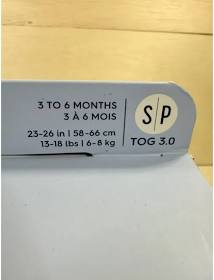 3 TO 6 MONTHS
3 À 6 MOIS
23-26 in | 58-66 cm
13-18 lbs | 6-8 kg
S|P
TOG 3.0